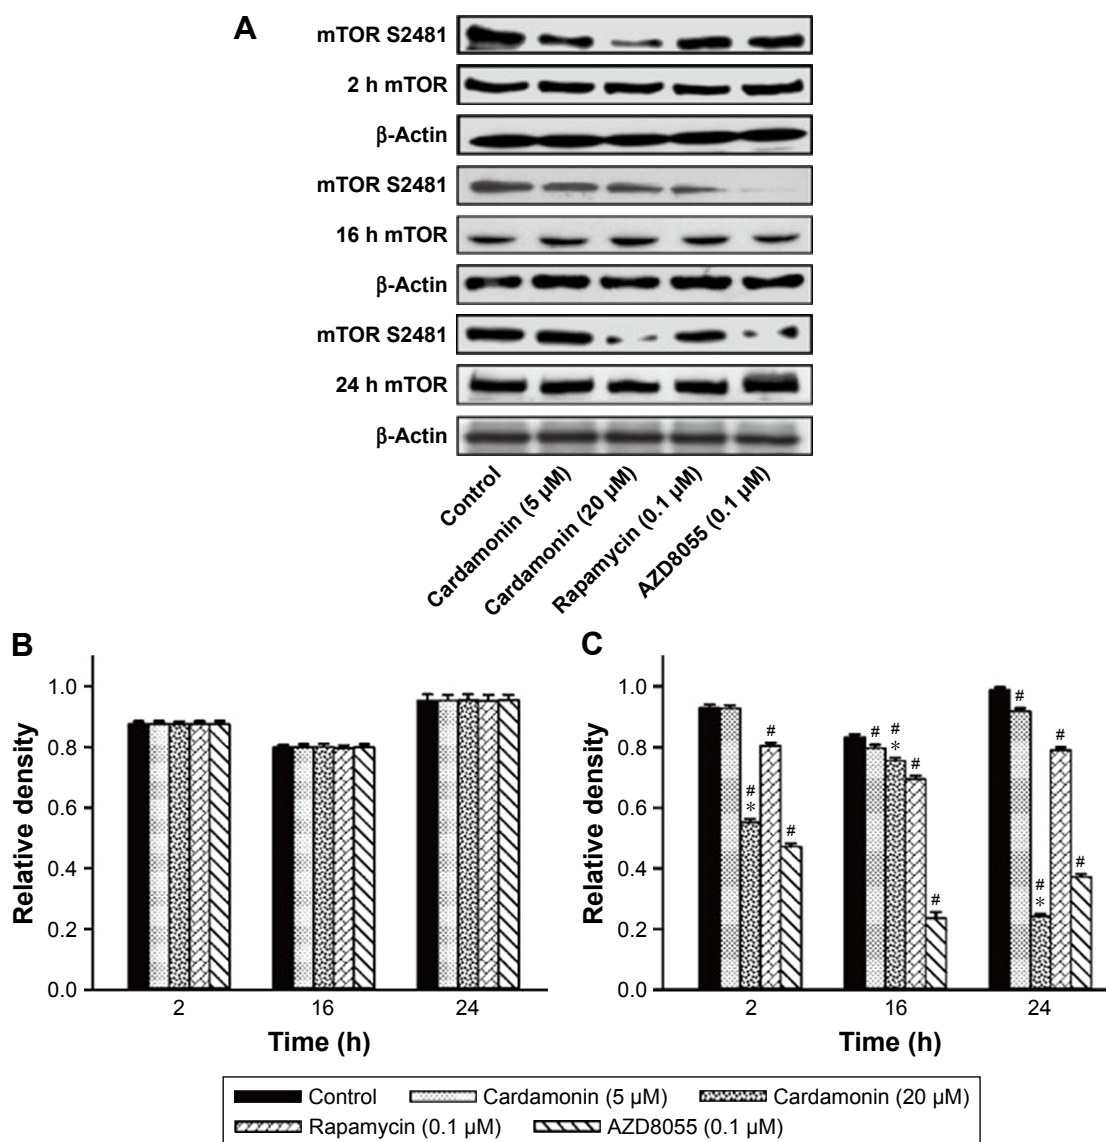 A
mTOR S2481
2 h mTOR
β-Actin
mTOR S2481
16 h mTOR
β-Actin
mTOR S2481
24 h mTOR
β-Actin
Control
Cardamonin (5 µM)
Cardamonin (20 µM)
Rapamycin (0.1 µM)
AZD8055 (0.1 µM)
B
Relative density
1.0
0.8
0.6
0.4
0.2
0.0
2 16 24
Time (h)
C
Relative density
1.0
0.8
0.6
0.4
0.2
0.0
#
*
#
#
#
#
*
#
#
#
#
*
#
#
2 16 24
Time (h)
Control Cardamonin (5 µM) Cardamonin (20 µM)
Rapamycin (0.1 µM) AZD8055 (0.1 µM)